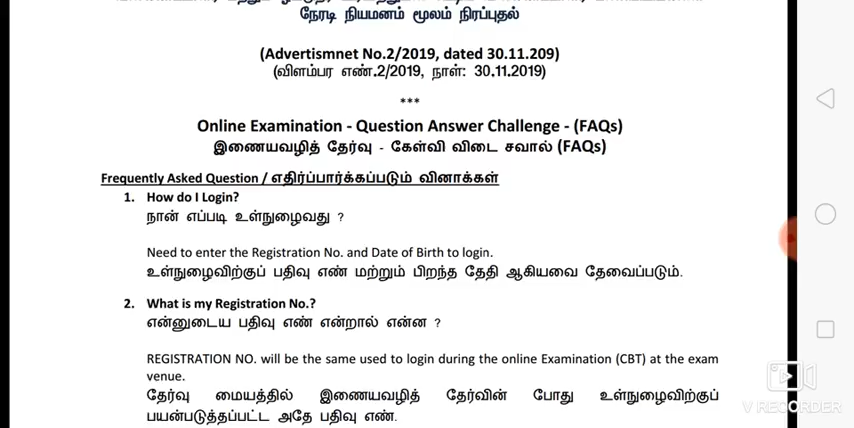 நேரடி நியமனம் மூலம் நிரப்புதல்
(Advertismnet No.2/2019, dated 30.11.209)
(விளம்பர எண்.2/2019, நாள்: 30.11.2019)
***
Online Examination - Question Answer Challenge - (FAQs)
இணையவழித் தேர்வு - கேள்வி விடை சவால் (FAQs)
Frequently Asked Question / எதிர்பார்க்கப்படும் வினாக்கள்
1. How do I Login?
நான் எப்படி உள்நுழைவது ?
Need to enter the Registration No. and Date of Birth to login.
உள்நுழைவிற்குப் பதிவு எண் மற்றும் பிறந்த தேதி ஆகியவை தேவைப்படும்.
2. What is my Registration No.?
என்னுடைய பதிவு எண் என்றால் என்ன ?
REGISTRATION NO. will be the same used to login during the online Examination (CBT) at the exam
venue.
தேர்வு மையத்தில் இணையவழித் தேர்வின் போது உள்நுழைவிற்குப்
பயன்படுத்தப்பட்ட அதே பதிவு எண்.
V RECORDER